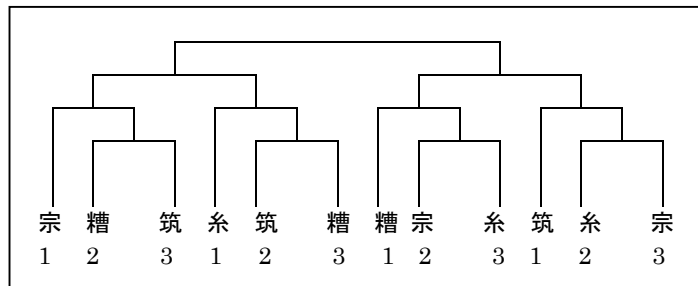 宗 糟 筑 糸 筑 糟 糟 宗 糸 筑 糸 宗
1 2 3 1 2 3 1 2 3 1 2 3